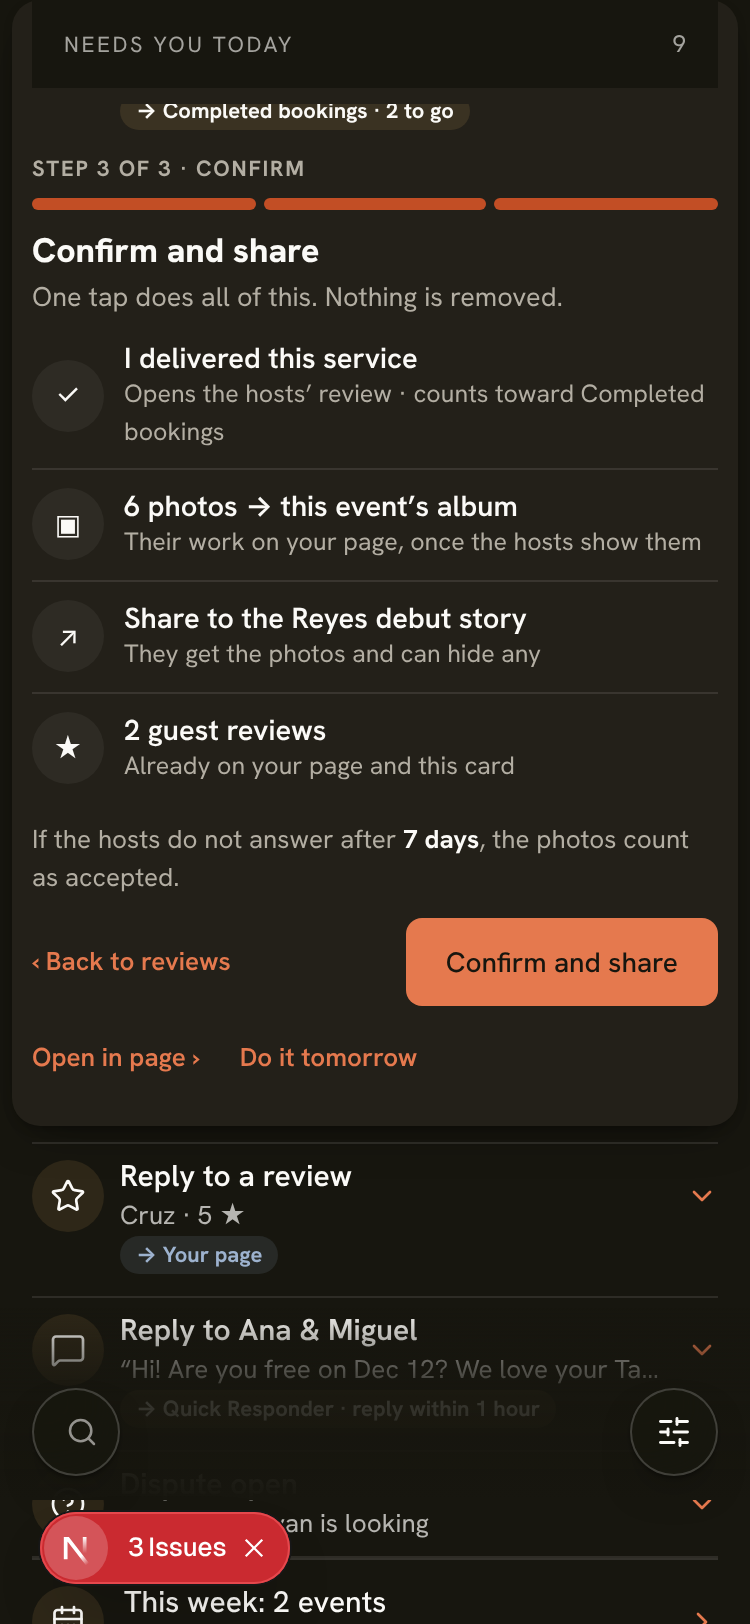 NEEDS YOU TODAY 9
→ Completed bookings · 2 to go
STEP 3 OF 3 · CONFIRM
Confirm and share
One tap does all of this. Nothing is removed.
I delivered this service
Opens the hosts’ review · counts toward Completed
bookings
6 photos → this event’s album
Their work on your page, once the hosts show them
Share to the Reyes debut story
They get the photos and can hide any
2 guest reviews
Already on your page and this card
If the hosts do not answer after 7 days, the photos count
as accepted.
‹ Back to reviews
Confirm and share
Open in page › Do it tomorrow
Reply to a review
Cruz · 5 ★
→ Your page
Reply to Ana & Miguel
“Hi! Are you free on Dec 12? We love your Ta...
→ Quick Responder · reply within 1 hour
Dispute open
is looking
3 Issues
This week: 2 events